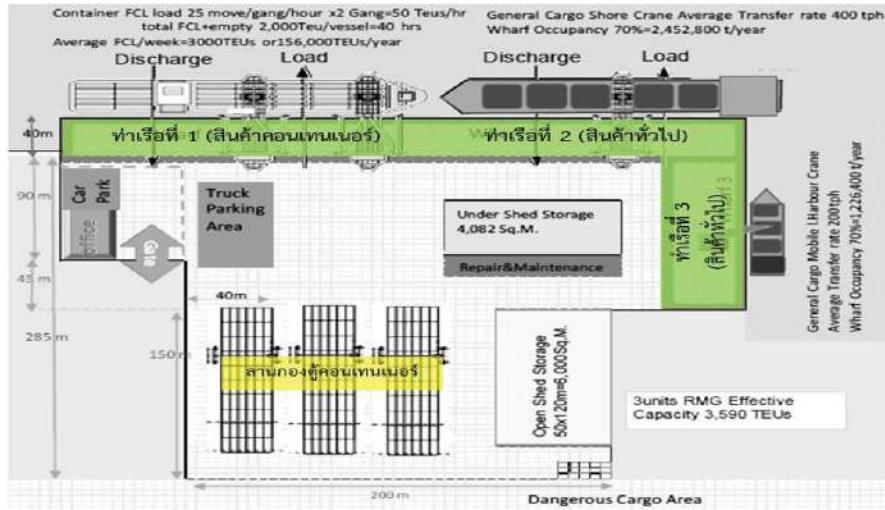 Container FCL load 25 move/gang/hour x2 Gang=50 Teus/hr
total FCL+empty 2,000Teu/vessel=40 hrs
Average FCL/week=3000TEUs or156,000TEUs/year
General Cargo Shore Crane Average Transfer rate 400 tph
Wharf Occupancy 70%=2,452,800 t/year
Discharge
Load
Discharge
Load
40m
ท่าเรือที่ 1 (สินค้าคอนเทนเนอร์)
ท่าเรือที่ 2 (สินค้าทั่วไป)
90 m
Car
Park
office
Gate
Truck
Parking
Area
Under Shed Storage
4,082 Sq.M.
Repair&Maintenance
ท่าเรือที่ 3
(สินค้าทั่วไป)
General Cargo Mobile l.Harbour Crane
Average Transfer rate 200tph
Wharf Occupancy 70%=1,226,400 t/year
45 m
40m
285 m
150 m
ลานกองตู้คอนเทนเนอร์
Open Shed Storage
50x120m=6,000Sq.M.
3units RMG Effective
Capacity 3,590 TEUs
200 m
Dangerous Cargo Area